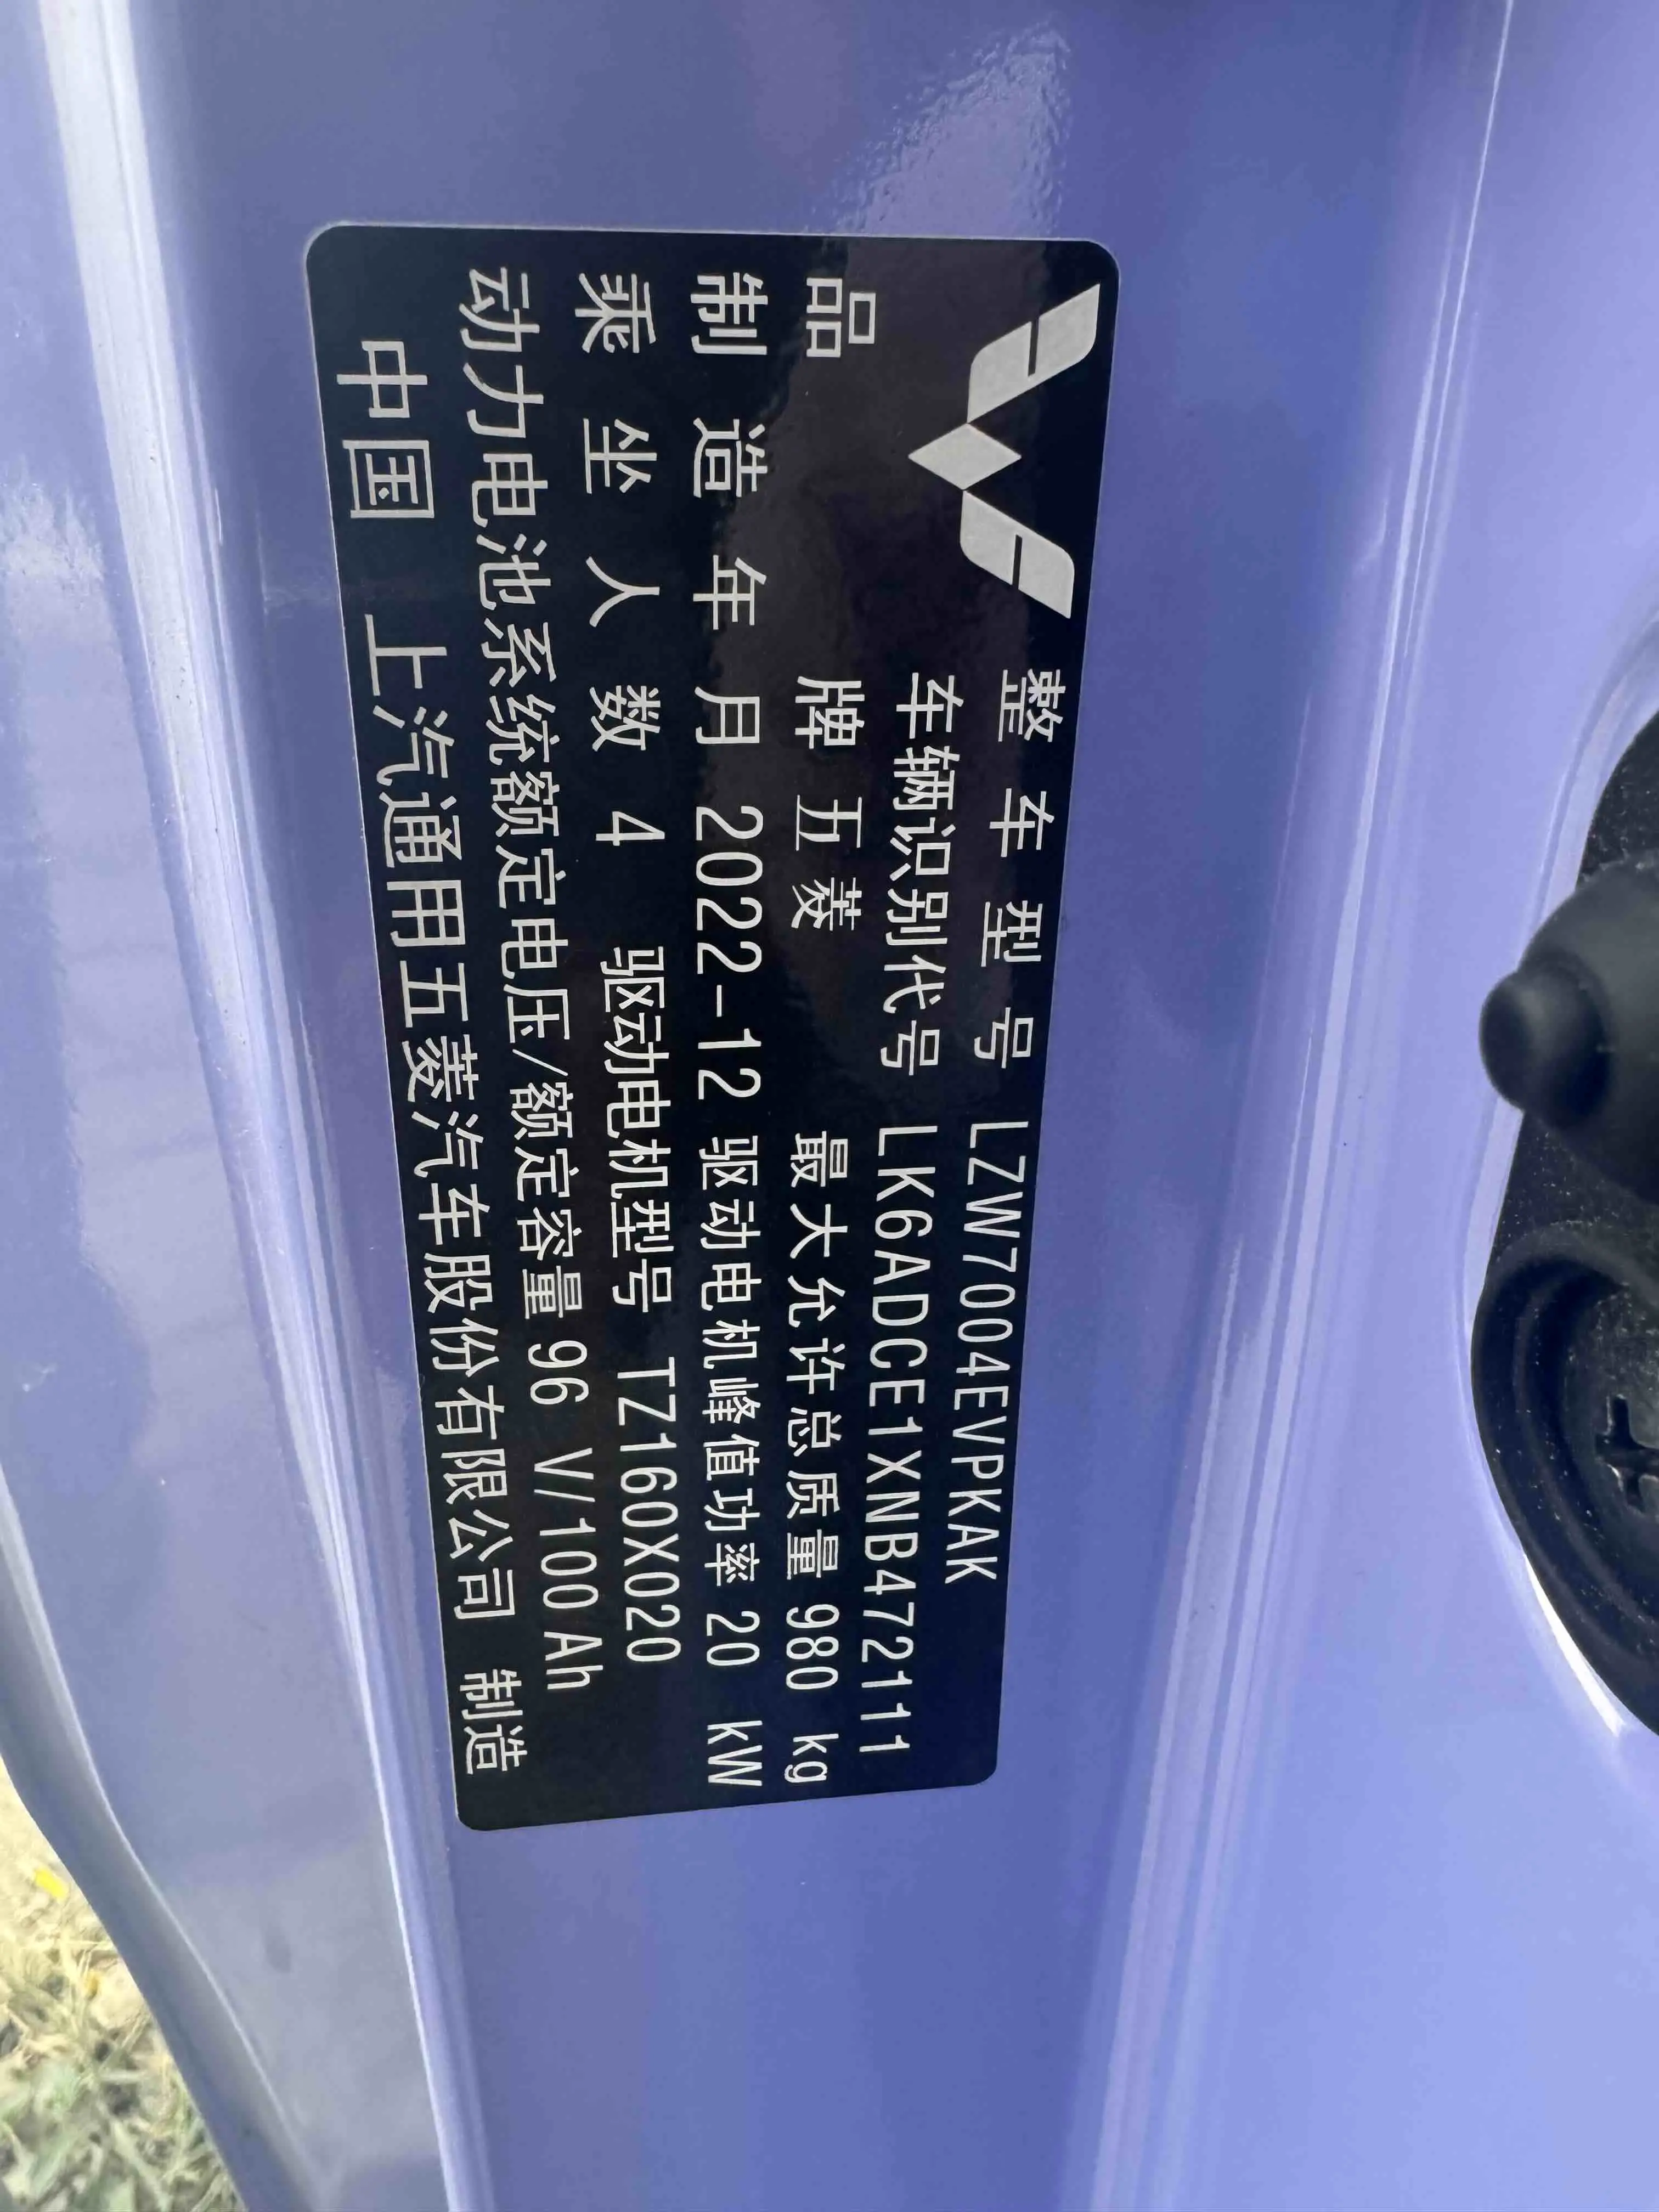 整车型号 LZW7004EVPKAK
车辆识别代号 LK6ADCE1XNB472111
品牌 五菱 最大允许总质量 980 kg
制造年月 2022-12 驱动电机峰值功率 20 kW
乘坐人数 4 驱动电机型号 TZ160X020
动力电池系统额定电压/额定容量 96 V/100 Ah
中国 上汽通用五菱汽车股份有限公司 制造